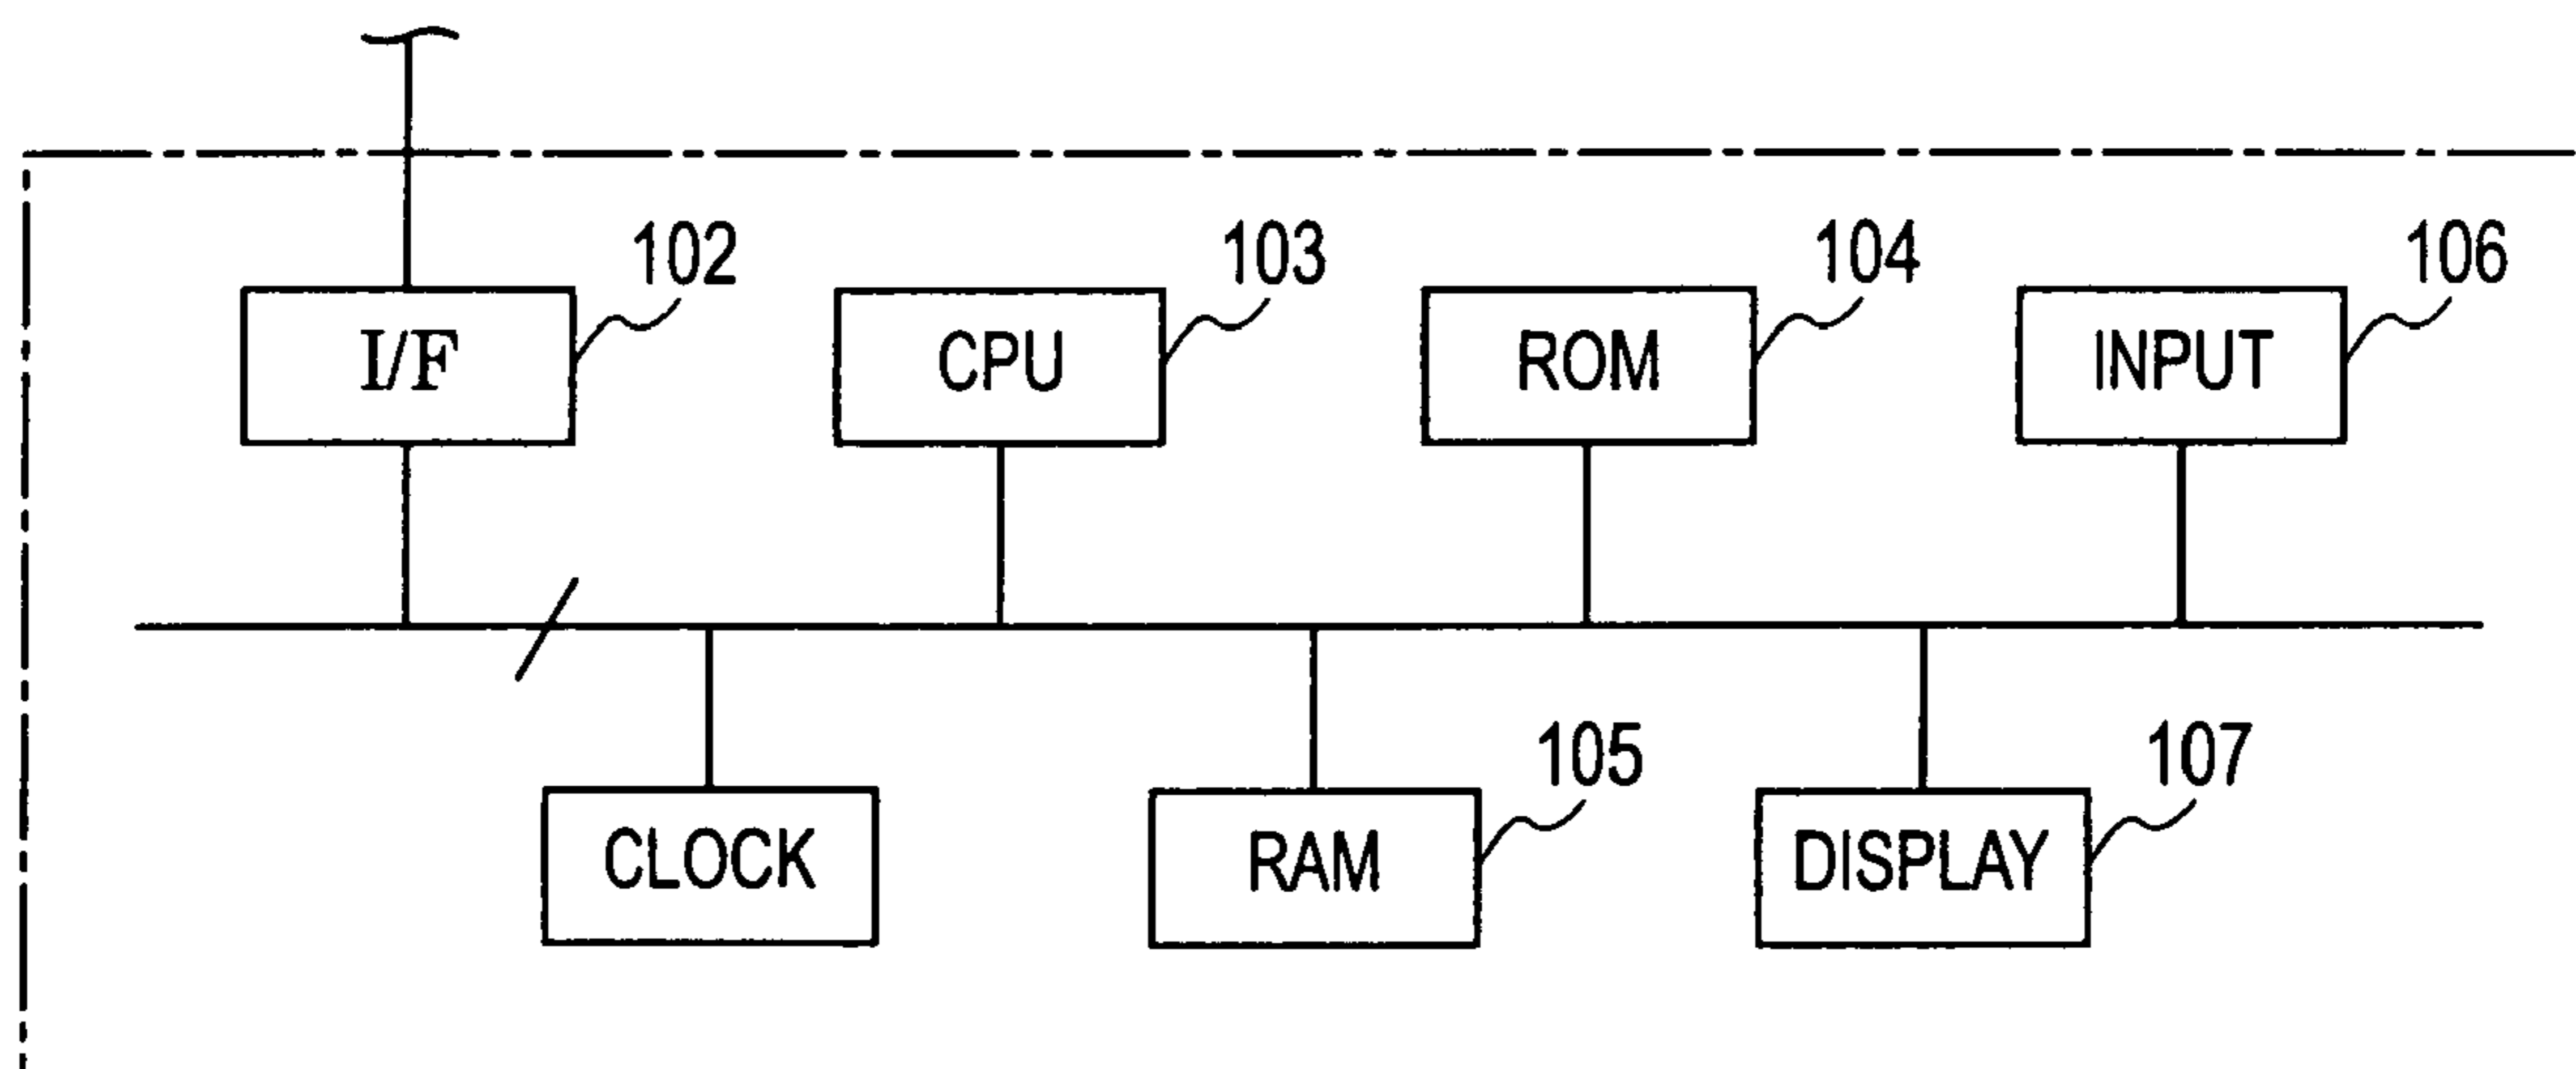 102
103
104
106
I/F
CPU
ROM
INPUT
105
107
CLOCK
RAM
DISPLAY